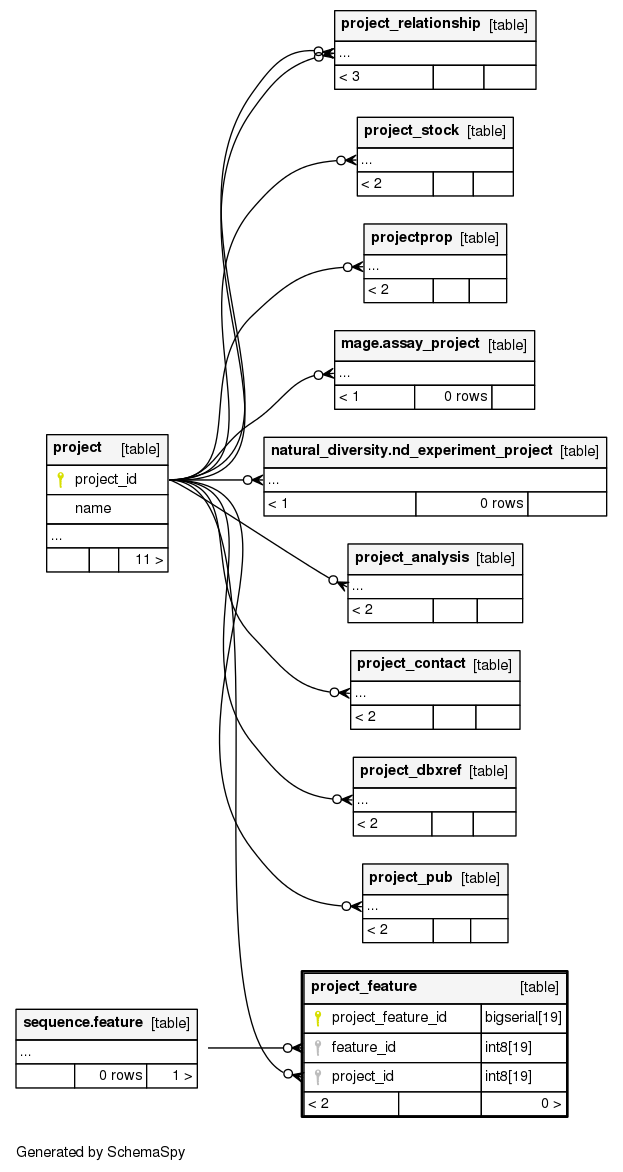 project_relationship [table]
...
< 3
project_stock [table]
...
< 2
projectprop [table]
...
< 2
mage.assay_project [table]
...
< 1 0 rows
project [table]
project_id
name
...
11 >
natural_diversity.nd_experiment_project [table]
...
< 1 0 rows
project_analysis [table]
...
< 2
project_contact [table]
...
< 2
project_dbxref [table]
...
< 2
project_pub [table]
...
< 2
project_feature [table]
project_feature_id bigserial[19]
feature_id int8[19]
project_id int8[19]
< 2 0 >
sequence.feature [table]
...
0 rows 1 >
Generated by SchemaSpy